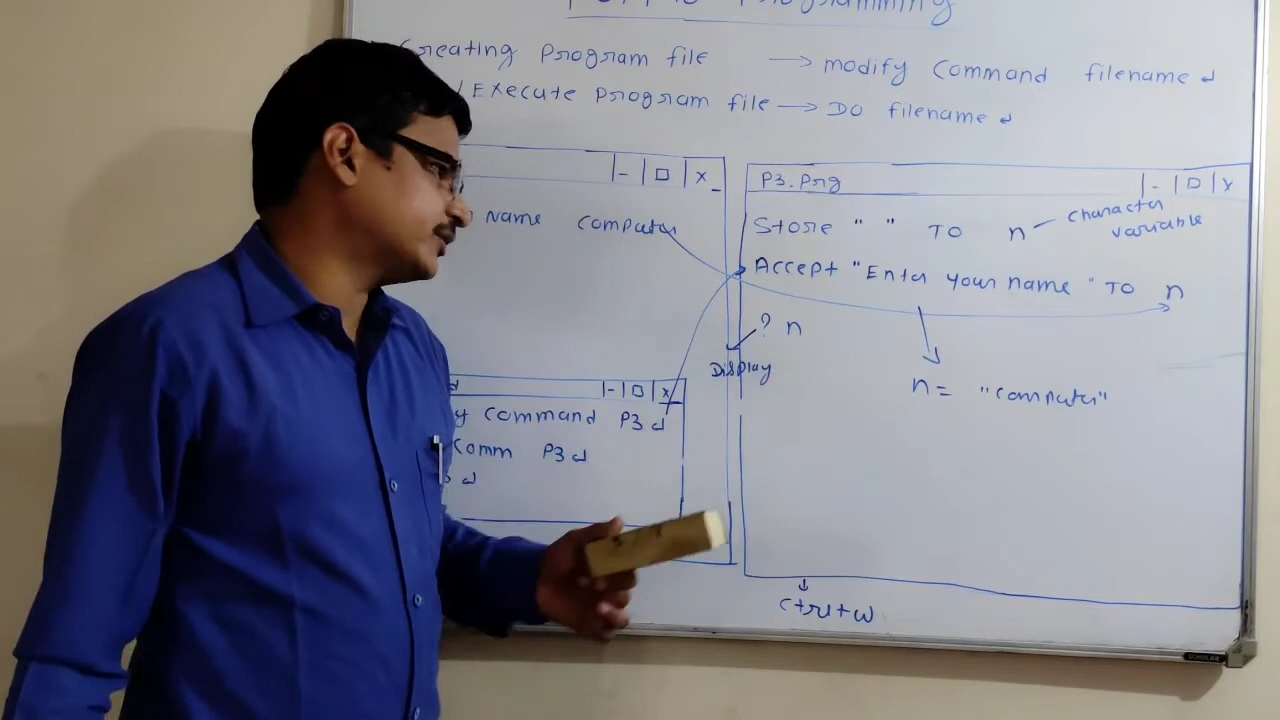 Programming
Creating Program file → modify Command filename ↲
Execute Program file → DO filename ↲
|-|□|x
name computer
P3.Prg |-|□|x
Store " " TO n
character
variable
Accept "Enter your name" TO n
? n
Display
n = "computer"
|-|□|x
y command P3 ↲
Comm P3 ↲
↲
ctrl+w